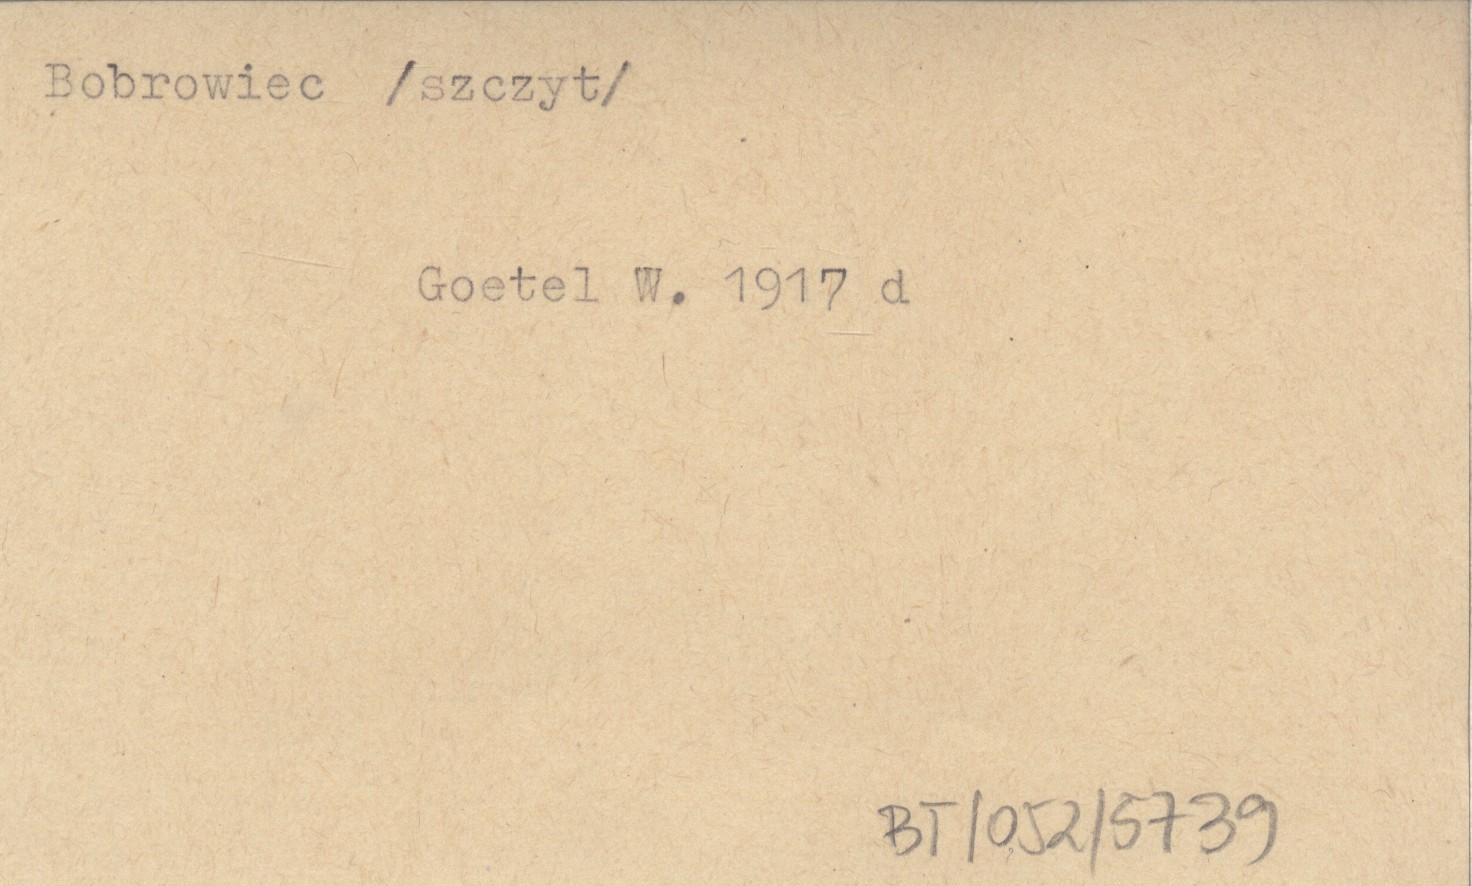 Bobrowiec /szczyt/
Goetel W. 1917 d
BT/052/5739